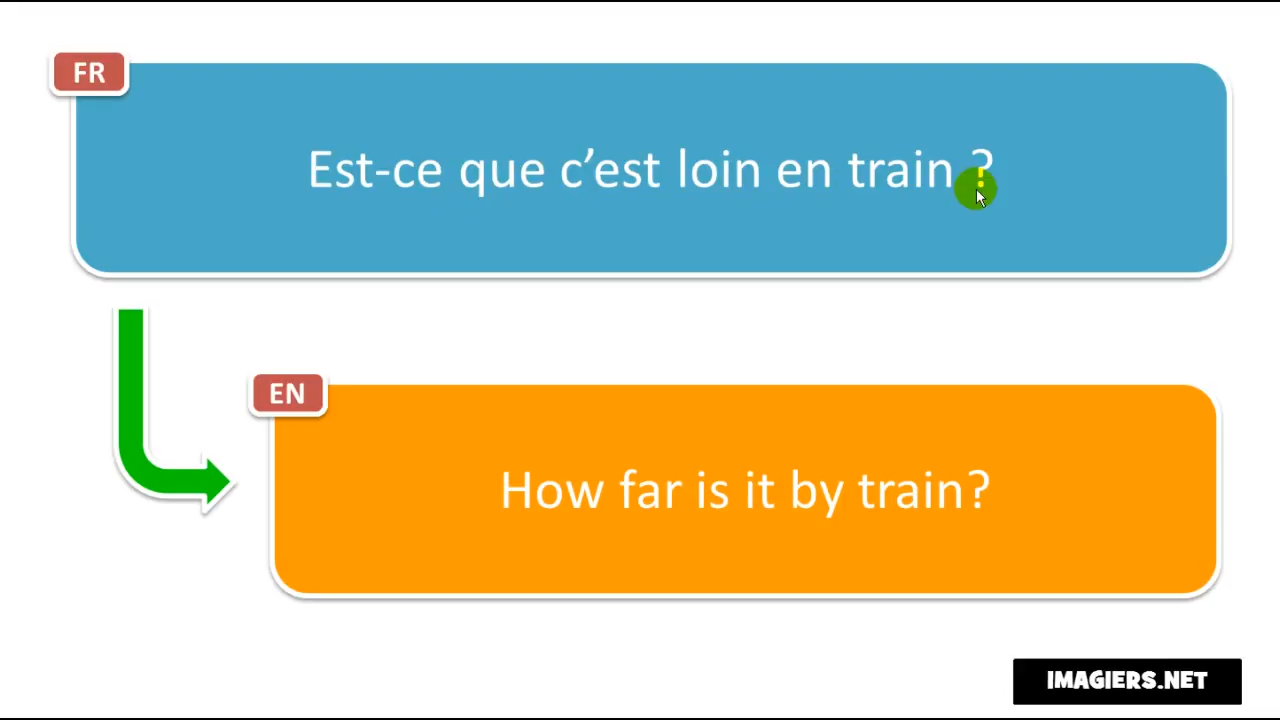 FR
Est-ce que c’est loin en train ?
EN
How far is it by train?
IMAGIERS.NET